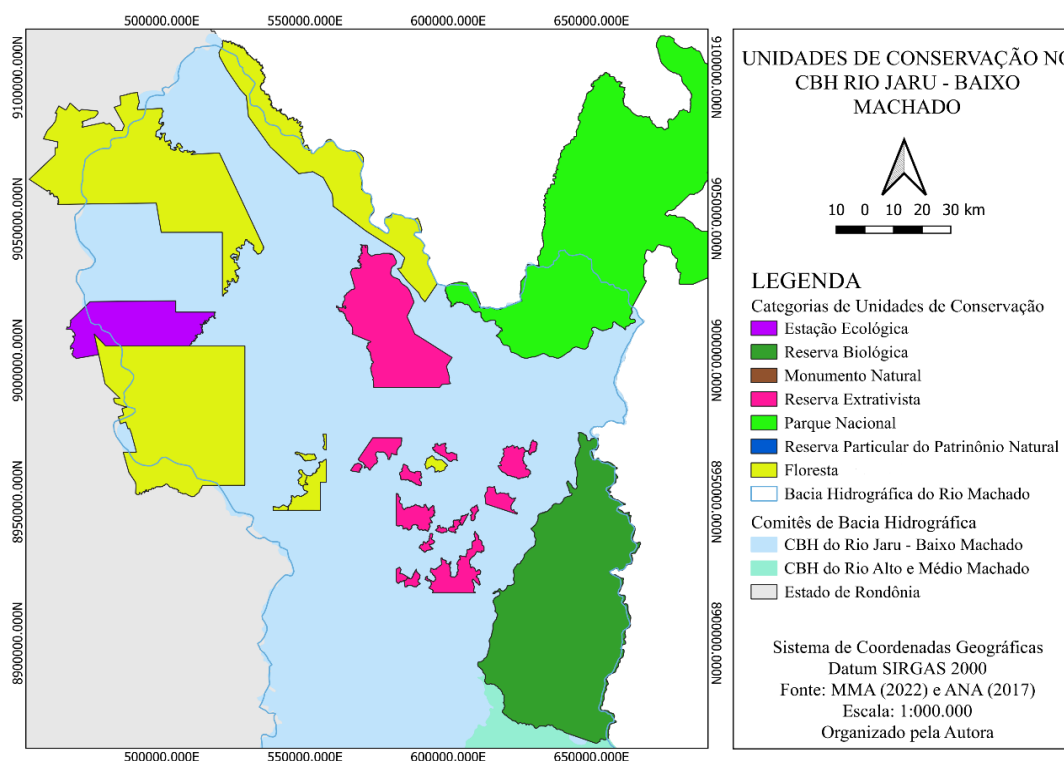 500000.000E 550000.000E 600000.000E 650000.000E
9100000.000N
9050000.000N
9000000.000N
8950000.000N
8900000.000N
9100000.000N
9050000.000N
9000000.000N
8950000.000N
8900000.000N
500000.000E 550000.000E 600000.000E 650000.000E
UNIDADES DE CONSERVAÇÃO NO
CBH RIO JARU - BAIXO
MACHADO
10 0 10 20 30 km
LEGENDA
Categorias de Unidades de Conservação
Estação Ecológica
Reserva Biológica
Monumento Natural
Reserva Extrativista
Parque Nacional
Reserva Particular do Patrinônio Natural
Floresta
Bacia Hidrográfica do Rio Machado
Comitês de Bacia Hidrográfica
CBH do Rio Jaru - Baixo Machado
CBH do Rio Alto e Médio Machado
Estado de Rondônia
Sistema de Coordenadas Geográficas
Datum SIRGAS 2000
Fonte: MMA (2022) e ANA (2017)
Escala: 1:000.000
Organizado pela Autora